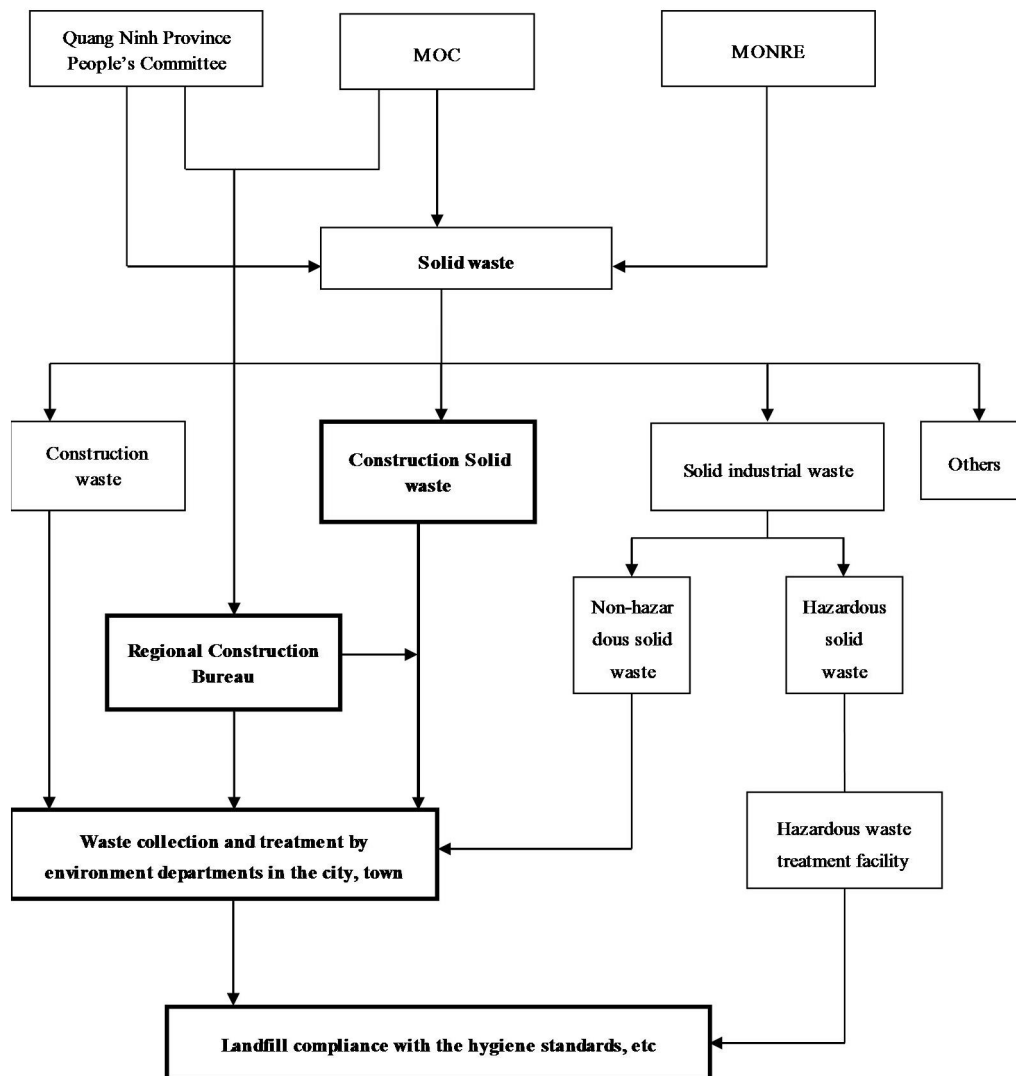 Quang Ninh Province
People's Committee
MOC
MONRE
Solid waste
Construction
waste
Construction Solid
waste
Solid industrial waste
Others
Non-hazar
dous solid
waste
Hazardous
solid
waste
Regional Construction
Bureau
Waste collection and treatment by
environment departments in the city, town
Hazardous waste
treatment facility
Landfill compliance with the hygiene standards, etc